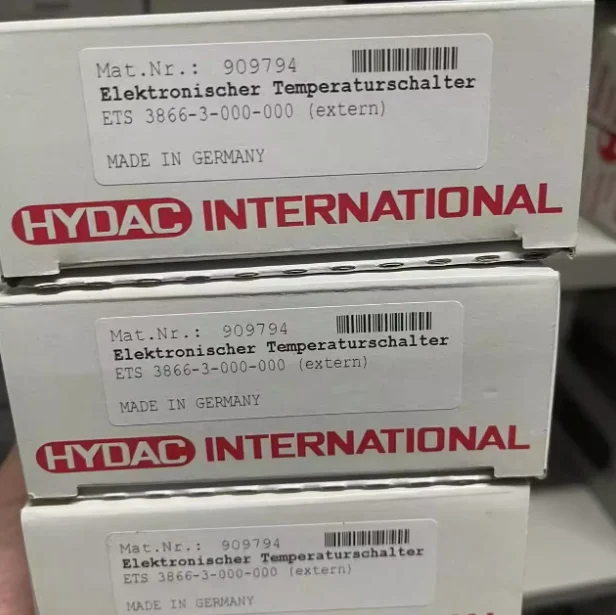 Mat.Nr.: 909794
Elektronischer Temperaturschalter
ETS 3866-3-000-000 (extern)
MADE IN GERMANY
HYDAC INTERNATIONAL
Mat.Nr.: 909794
Elektronischer Temperaturschalter
ETS 3866-3-000-000 (extern)
MADE IN GERMANY
HYDAC INTERNATIONAL
Mat.Nr.: 909794
Elektronischer Temperaturschalter
ETS 3866-3-000-000 (extern)
MADE IN GERMANY